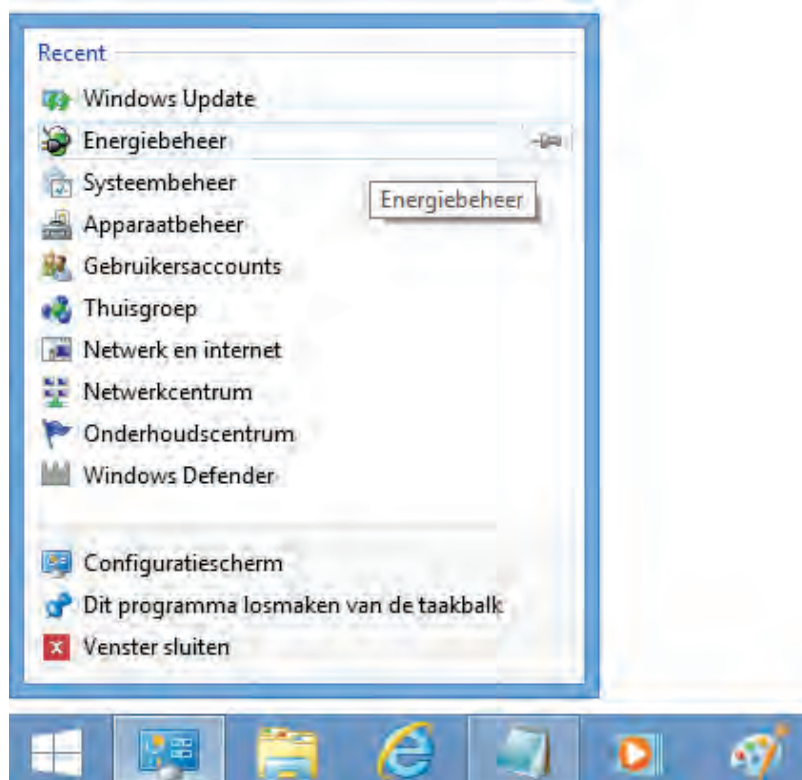 Recent
Windows Update
Energiebeheer
Systeembeheer
Energiebeheer
Apparaatbeheer
Gebruikersaccounts
Thuisgroep
Netwerk en internet
Netwerkcentrum
Onderhoudscentrum
Windows Defender
Configuratiescherm
Dit programma losmaken van de taakbalk
Venster sluiten